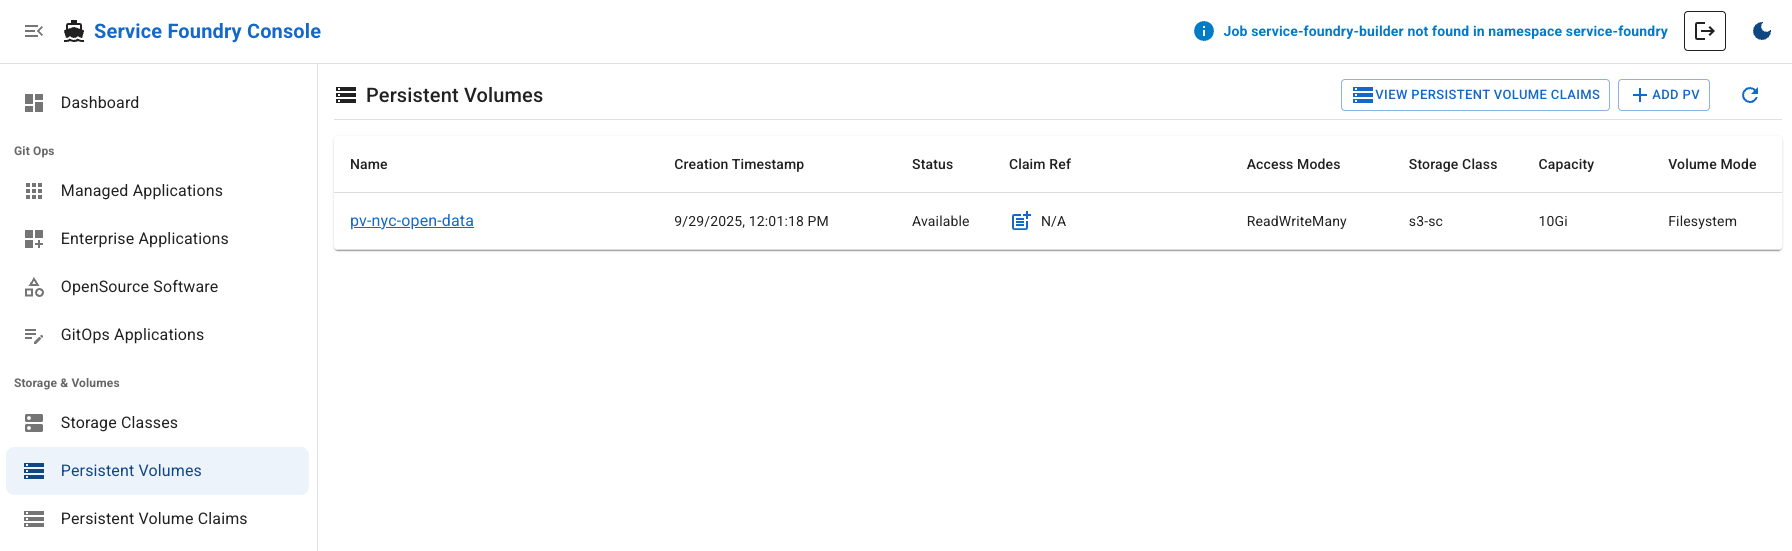 Service Foundry Console
Job service-foundry-builder not found in namespace service-foundry
Dashboard
Git Ops
Managed Applications
Enterprise Applications
OpenSource Software
GitOps Applications
Storage & Volumes
Storage Classes
Persistent Volumes
Persistent Volume Claims
Persistent Volumes
VIEW PERSISTENT VOLUME CLAIMS
ADD PV
Name Creation Timestamp Status Claim Ref Access Modes Storage Class Capacity Volume Mode
pv-nyc-open-data 9/29/2025, 12:01:18 PM Available N/A ReadWriteMany s3-sc 10Gi Filesystem